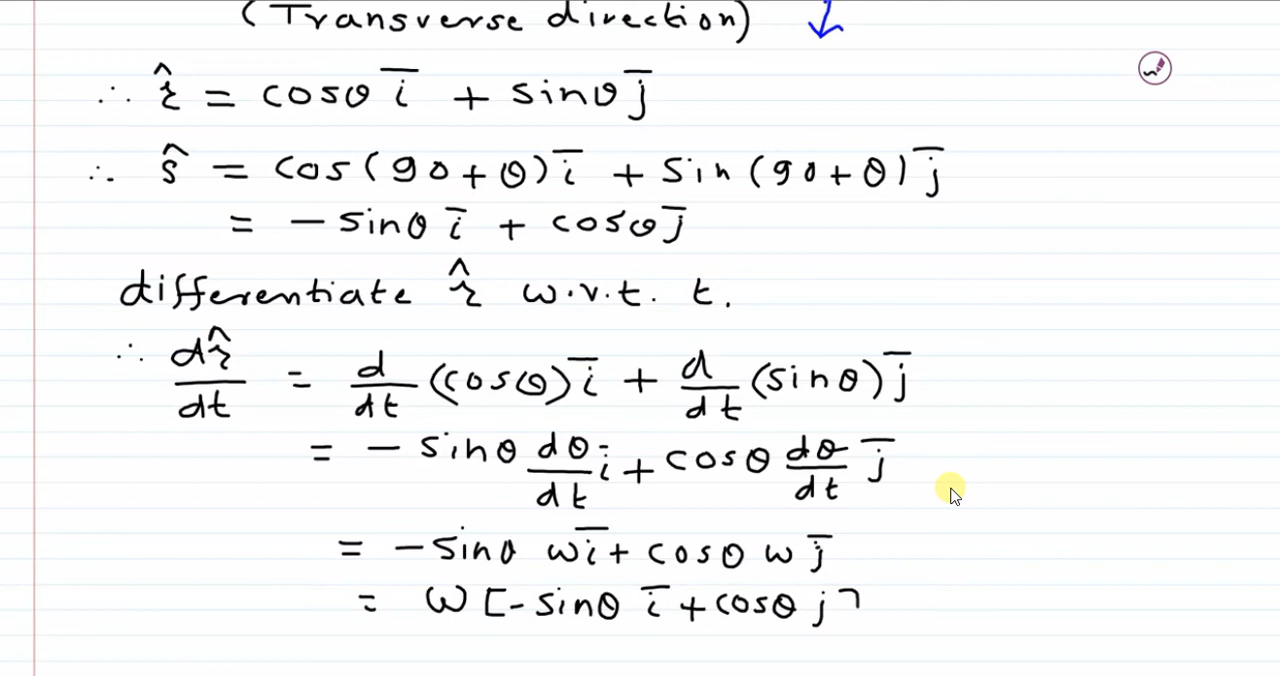 (Transverse direction) ↓
∴ r̂ = cosθ i̅ + sinθ j̅
∴ ŝ = cos(90+θ) i̅ + sin(90+θ) j̅
= - sinθ i̅ + cosθ j̅
differentiate r̂ w.r.t. t.
∴ dr̂/dt = d/dt (cosθ) i̅ + d/dt (sinθ) j̅
= - sinθ dθ/dt i̅ + cosθ dθ/dt j̅
= - sinθ w i̅ + cosθ w j̅
= w [- sinθ i̅ + cosθ j]